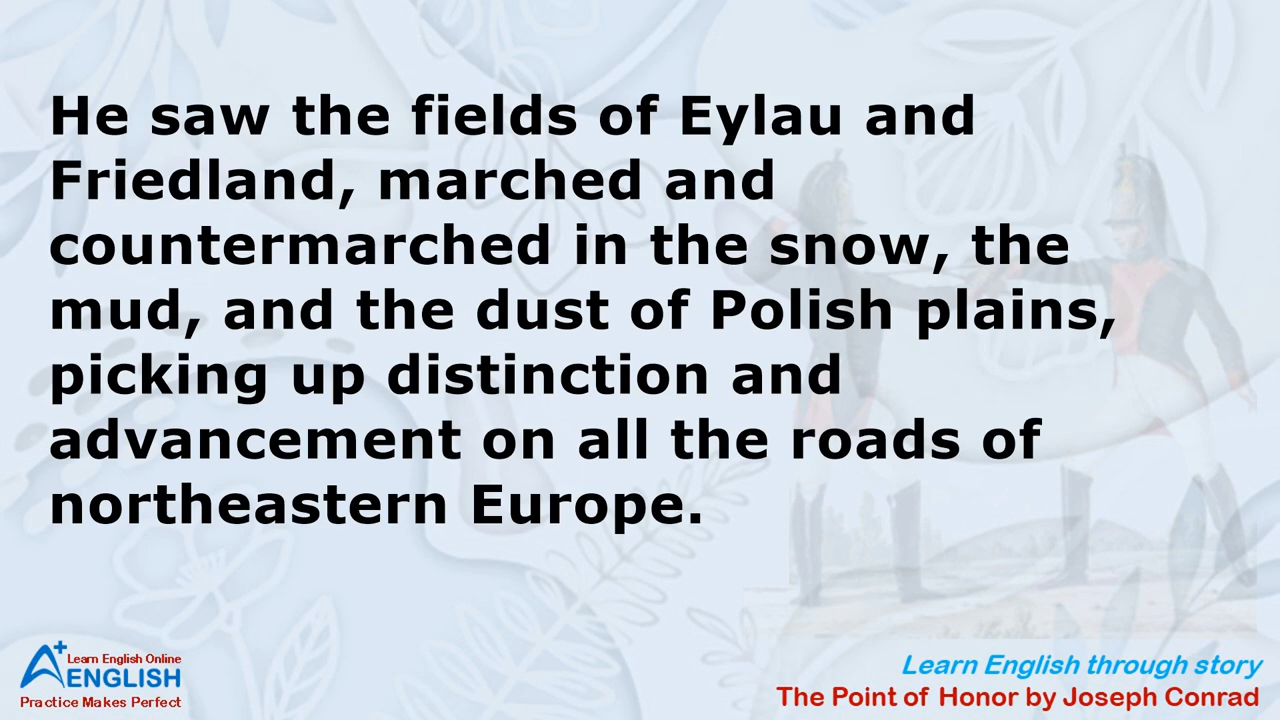 He saw the fields of Eylau and
Friedland, marched and
countermarched in the snow, the
mud, and the dust of Polish plains,
picking up distinction and
advancement on all the roads of
northeastern Europe.
A+ Learn English Online
ENGLISH
Practice Makes Perfect
Learn English through story
The Point of Honor by Joseph Conrad